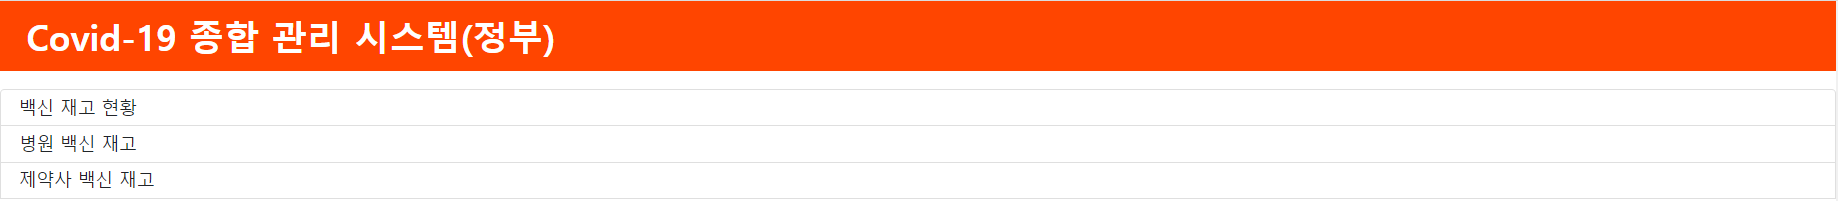 Covid-19 종합 관리 시스템(정부)
백신 재고 현황
병원 백신 재고
제약사 백신 재고